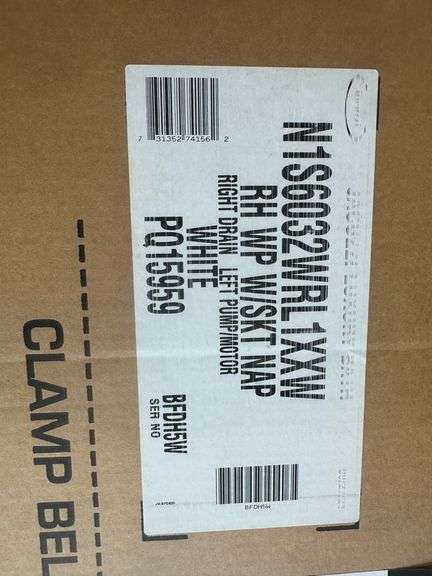 N1S6032WRL1XXW
RH WP W/SKT NAP
RIGHT DRAIN LEFT PUMP/MOTOR
WHITE
PQ15959
BFDH5W
SER NO
7 31352 74156 2
BFDH5W
CLAMP BEL